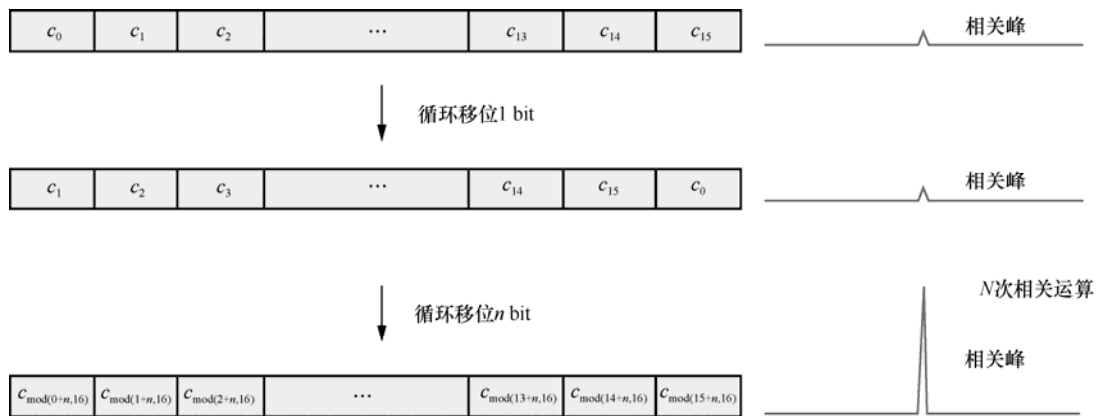 c0 c1 c2 ⋯ c13 c14 c15 相关峰
循环移位1 bit
c1 c2 c3 ⋯ c14 c15 c0 相关峰
N次相关运算
循环移位n bit
相关峰
cmod(0+n,16) cmod(1+n,16) cmod(2+n,16) ⋯ cmod(13+n,16) cmod(14+n,16) cmod(15+n,16)